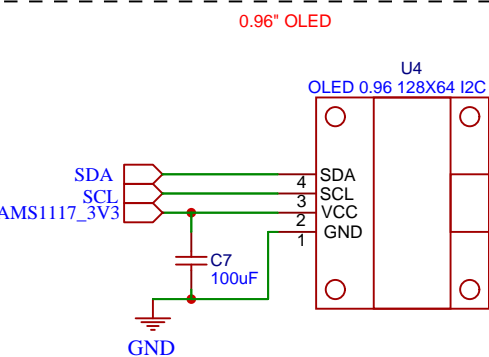 0.96" OLED
U4
OLED 0.96 128X64 I2C
SDA
4
SDA
SCL
3
SCL
AMS1117_3V3
2
VCC
1
GND
C7
100uF
GND